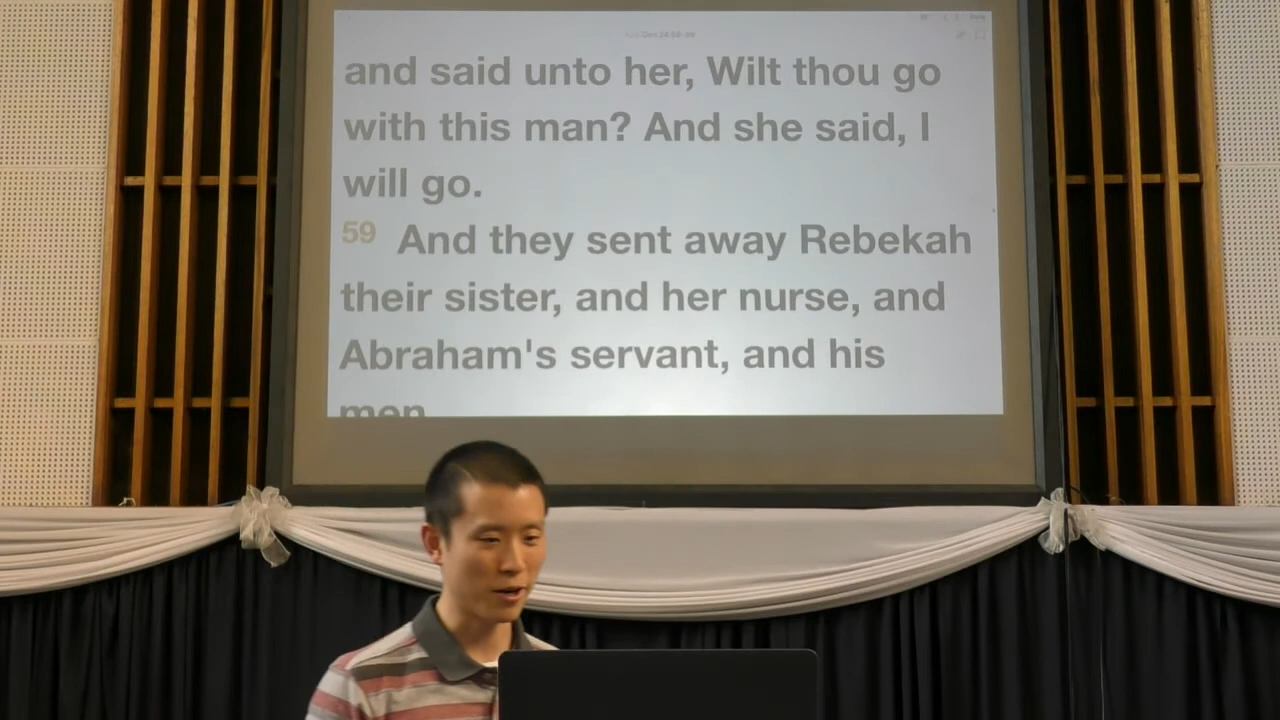 and said unto her, Wilt thou go
with this man? And she said, I
will go.
59 And they sent away Rebekah
their sister, and her nurse, and
Abraham's servant, and his
men